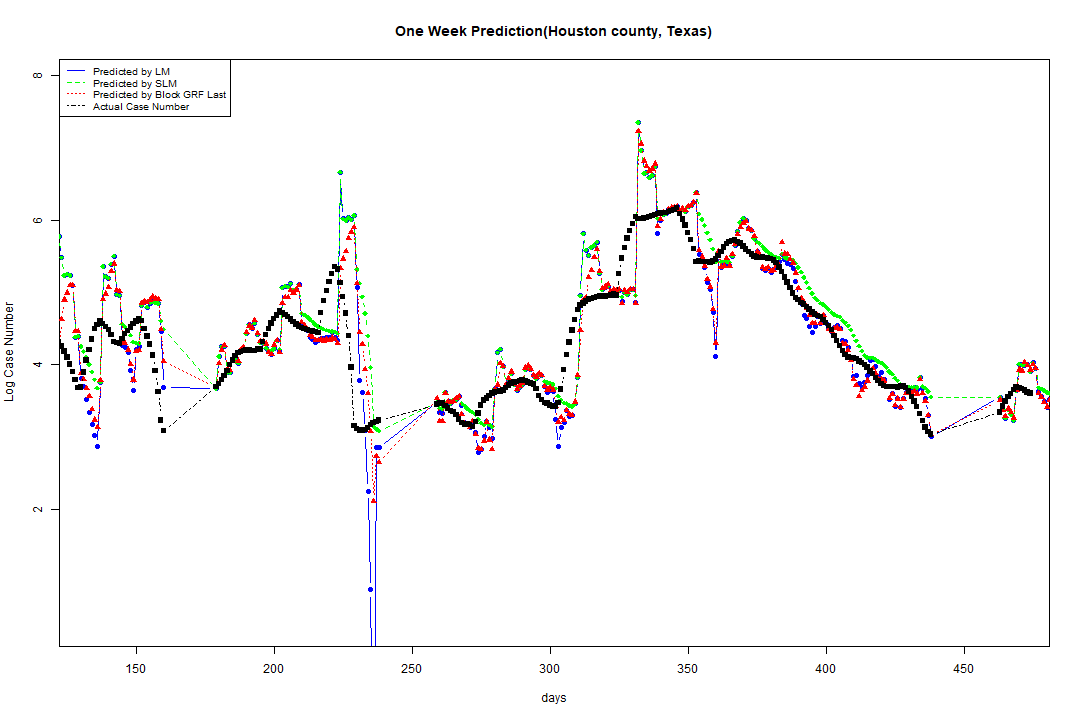 One Week Prediction(Houston county, Texas)
Predicted by LM
Predicted by SLM
Predicted by Block GRF Last
Actual Case Number
8
6
4
2
Log Case Number
150 200 250 300 350 400 450
days